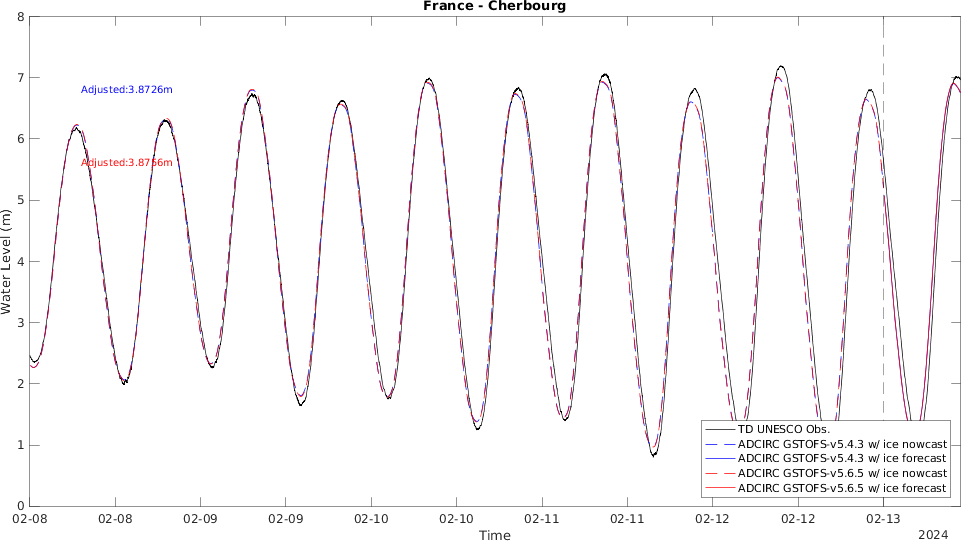 France - Cherbourg
8
7
6
5
4
3
2
1
0
Water Level (m)
Adjusted:3.8726m
Adjusted:3.8756m
TD UNESCO Obs.
ADCIRC GSTOFS-v5.4.3 w/ ice nowcast
ADCIRC GSTOFS-v5.4.3 w/ ice forecast
ADCIRC GSTOFS-v5.6.5 w/ ice nowcast
ADCIRC GSTOFS-v5.6.5 w/ ice forecast
02-08 02-08 02-09 02-09 02-10 02-10 02-11 02-11 02-12 02-12 02-13
Time
2024